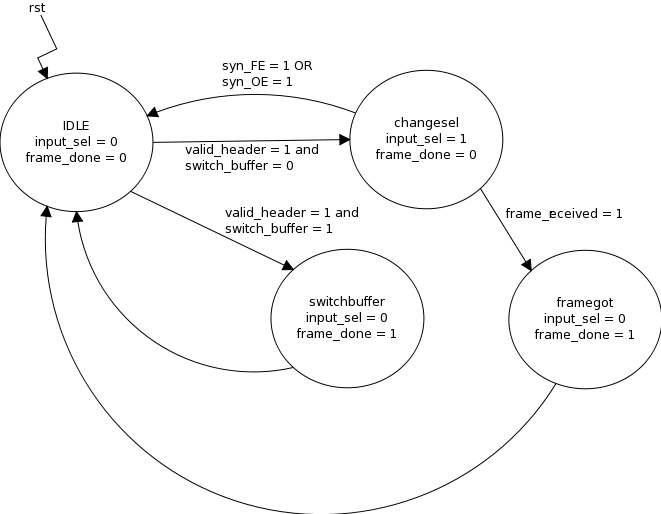 rst
syn_FE = 1 OR
syn_OE = 1
IDLE
input_sel = 0
frame_done = 0
changesel
input_sel = 1
frame_done = 0
valid_header = 1 and
switch_buffer = 0
valid_header = 1 and
switch_buffer = 1
frame_received = 1
switchbuffer
input_sel = 0
frame_done = 1
framegot
input_sel = 0
frame_done = 1